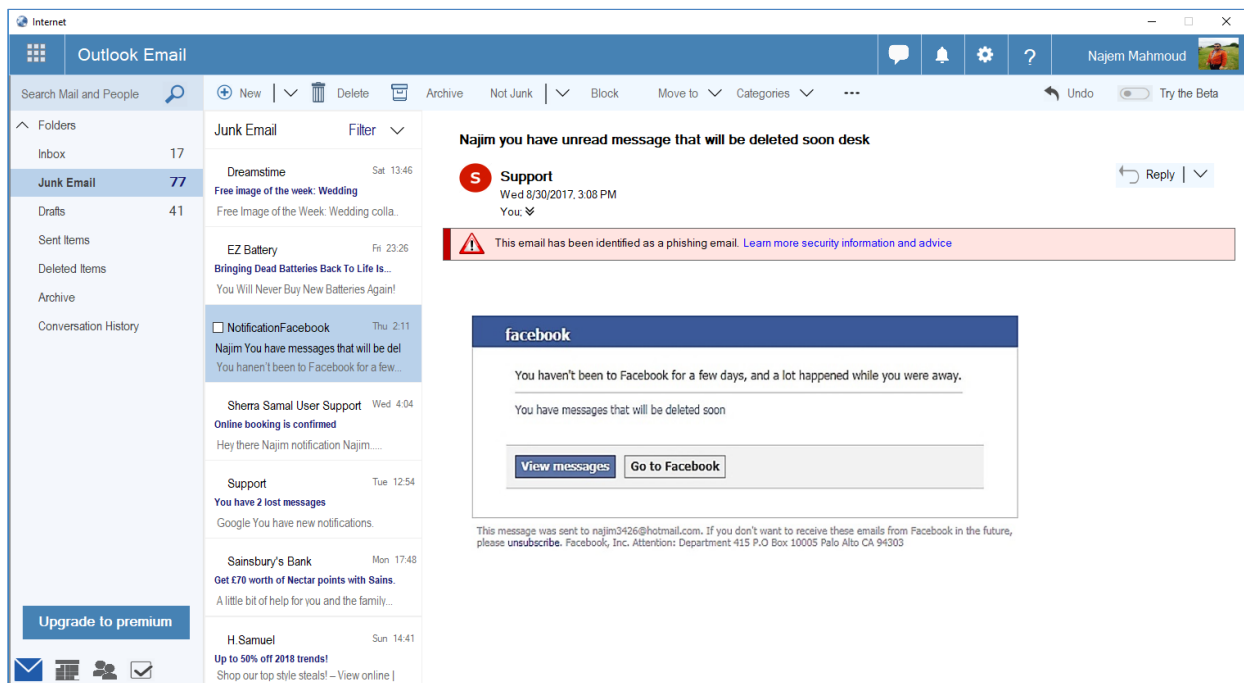 Internet
Outlook Email
? Najem Mahmoud
Search Mail and People
New Delete Archive Not Junk Block Move to Categories ... Undo Try the Beta
Folders
Inbox 17
Junk Email 77
Drafts 41
Sent Items
Deleted Items
Archive
Conversation History
Upgrade to premium
Junk Email Filter
Dreamstime Sat 13:46
Free image of the week: Wedding
Free Image of the Week: Wedding colla..
EZ Battery Fri 23:26
Bringing Dead Batteries Back To Life Is...
You Will Never Buy New Batteries Again!
NotificationFacebook Thu 2:11
Najim You have messages that will be del
You hanen't been to Facebook for a few...
Sherra Samal User Support Wed 4:04
Online booking is confirmed
Hey there Najim notification Najim.....
Support Tue 12:54
You have 2 lost messages
Google You have new notifications.
Sainsbury's Bank Mon 17:48
Get £70 worth of Nectar points with Sains.
A little bit of help for you and the family...
H.Samuel Sun 14:41
Up to 50% off 2018 trends!
Shop our top style steals! – View online |
Najim you have unread message that will be deleted soon desk
S Support
Wed 8/30/2017, 3:08 PM
You;
Reply
This email has been identified as a phishing email. Learn more security information and advice
facebook
You haven't been to Facebook for a few days, and a lot happened while you were away.
You have messages that will be deleted soon
View messages Go to Facebook
This message was sent to najim3426@hotmail.com. If you don't want to receive these emails from Facebook in the future,
please unsubscribe. Facebook, Inc. Attention: Department 415 P.O Box 10005 Palo Alto CA 94303